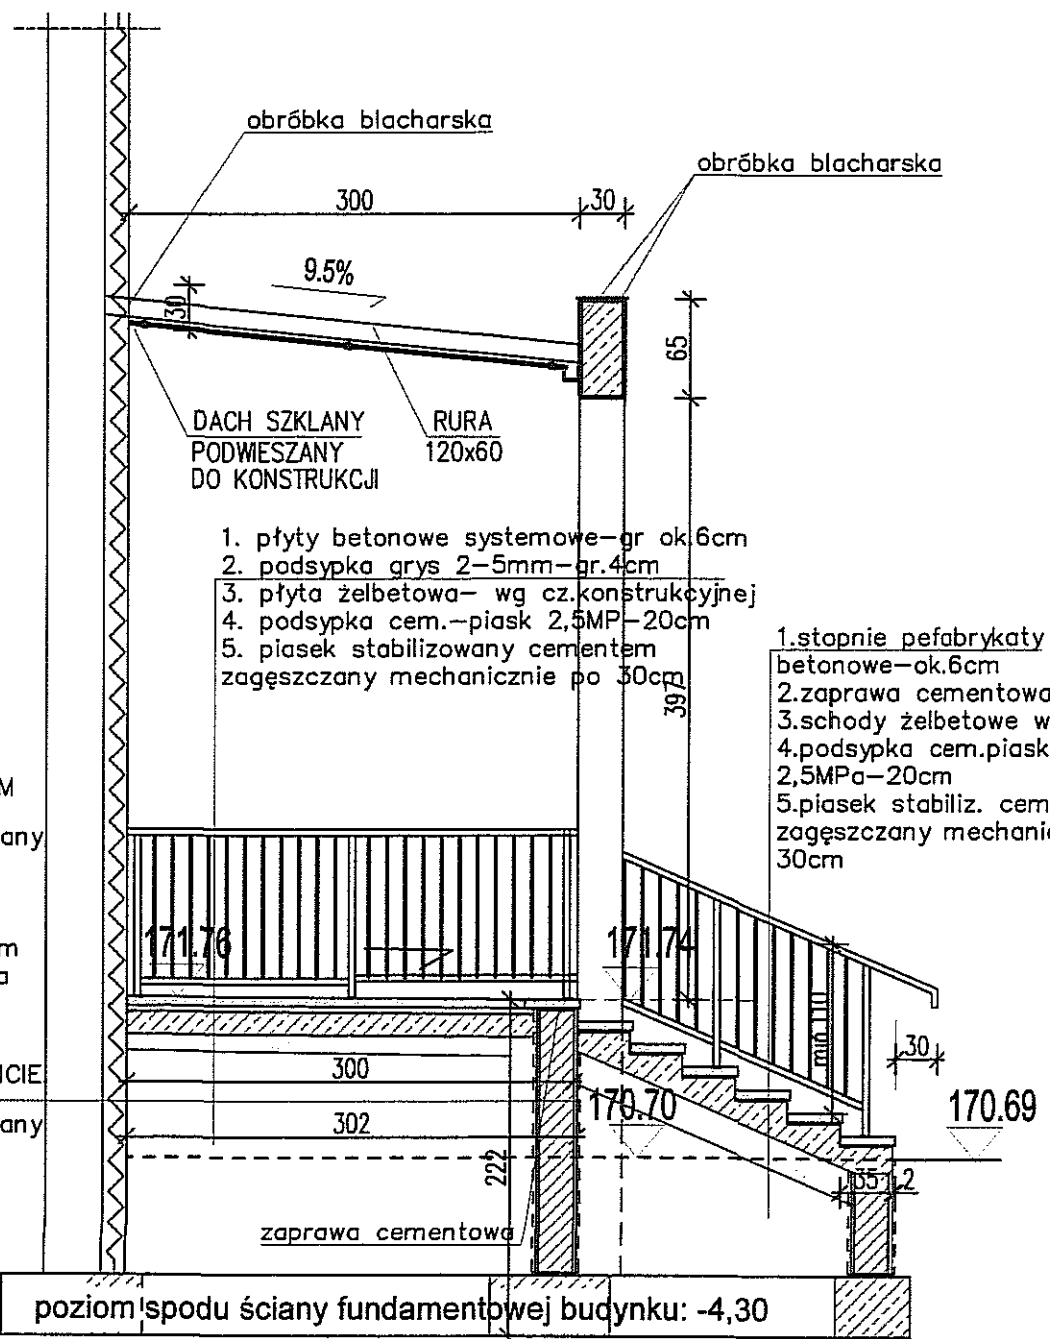 obróbka blacharska
obróbka blacharska
300
30
9.5%
30
65
DACH SZKLANY
PODWIESZANY
DO KONSTRUKCJI
RURA
120x60
1. płyty betonowe systemowe-gr ok.6cm
2. podsypka grys 2-5mm-gr.4cm
3. płyta żelbetowa- wg cz.konstrukcyjnej
4. podsypka cem.-piask 2,5MP-20cm
5. piasek stabilizowany cementem
zagęszczany mechanicznie po 30cm
397
1.stopnie pefabrykaty
betonowe-ok.6cm
2.zaprawa cementowa
3.schody żelbetowe w
4.podsypka cem.piask
2,5MPa-20cm
5.piasek stabiliz. cem
zagęszczany mechani
30cm
M
any
m
a
171.76
171.74
min 110
30
CIE
any
300
302
170.70
170.69
222
35
2
zaprawa cementowa
poziom spodu ściany fundamentowej budynku: -4,30